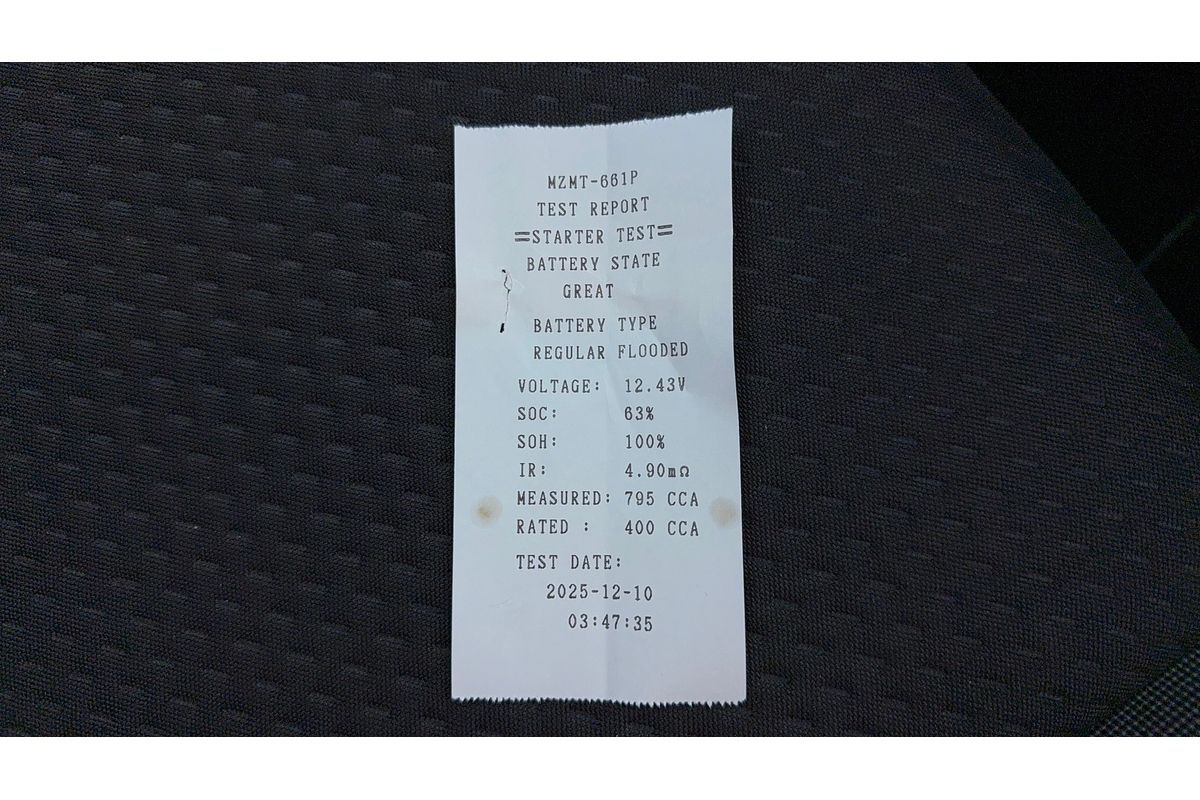 MZMT-661P
TEST REPORT
=STARTER TEST=
BATTERY STATE
GREAT
BATTERY TYPE
REGULAR FLOODED
VOLTAGE: 12.43V
SOC: 63%
SOH: 100%
IR: 4.90mΩ
MEASURED: 795 CCA
RATED : 400 CCA
TEST DATE:
2025-12-10
03:47:35